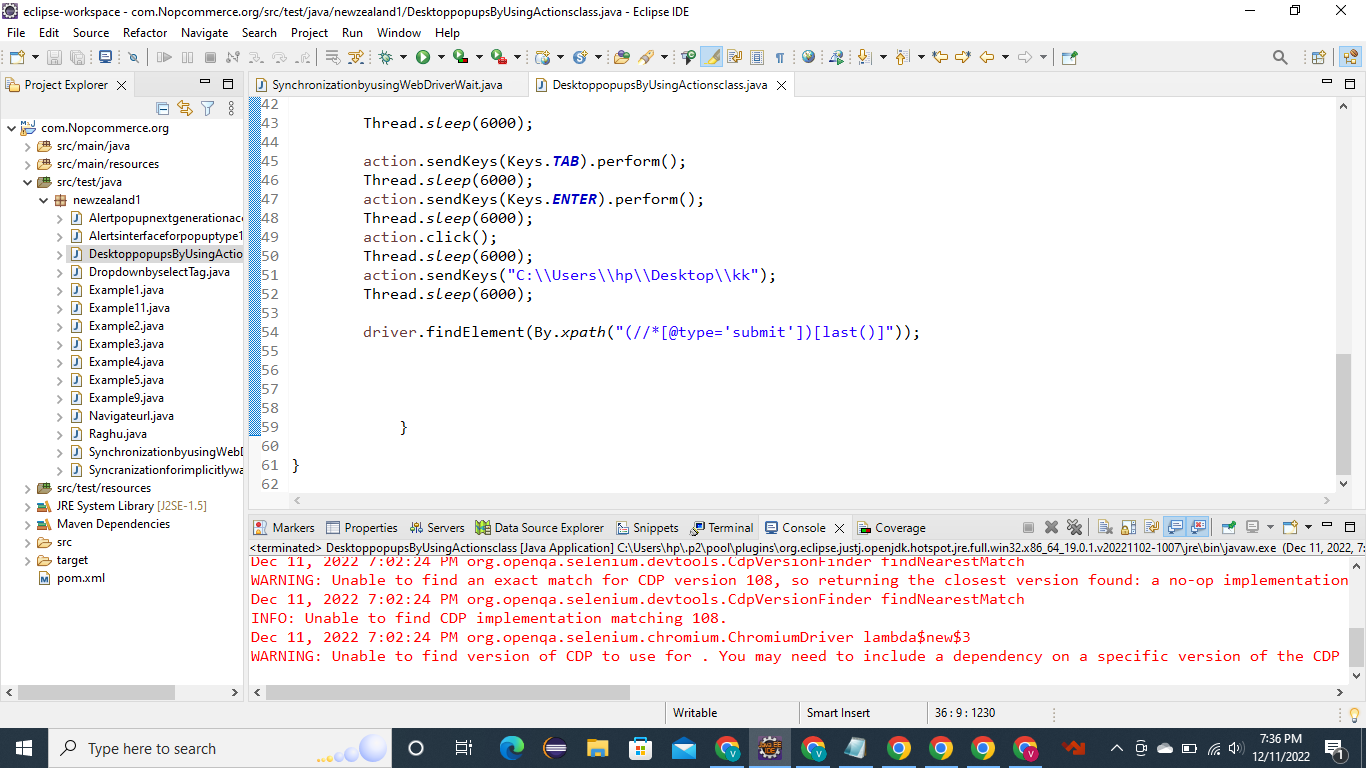 eclipse-workspace - com.Nopcommerce.org/src/test/java/newzealand1/DesktoppopupsByUsingActionsclass.java - Eclipse IDE
File Edit Source Refactor Navigate Search Project Run Window Help
Project Explorer
SynchronizationbyusingWebDriverWait.java
DesktoppopupsByUsingActionsclass.java
com.Nopcommerce.org
src/main/java
src/main/resources
src/test/java
newzealand1
Alertpopupnextgenerationacc
Alertsinterfaceforpopuptype1
DesktoppopupsByUsingActio
DropdownbyselectTag.java
Example1.java
Example11.java
Example2.java
Example3.java
Example4.java
Example5.java
Example9.java
Navigateurl.java
Raghu.java
SynchronizationbyusingWebD
Syncranizationforimplicitlywa
src/test/resources
JRE System Library [J2SE-1.5]
Maven Dependencies
src
target
pom.xml
42
43 Thread.sleep(6000);
44
45 action.sendKeys(Keys.TAB).perform();
46 Thread.sleep(6000);
47 action.sendKeys(Keys.ENTER).perform();
48 Thread.sleep(6000);
49 action.click();
50 Thread.sleep(6000);
51 action.sendKeys("C:\\Users\\hp\\Desktop\\kk");
52 Thread.sleep(6000);
53
54 driver.findElement(By.xpath("(//*[@type='submit'])[last()]"));
55
56
57
58
59 }
60
61 }
62
Markers Properties Servers Data Source Explorer Snippets Terminal Console Coverage
<terminated> DesktoppopupsByUsingActionsclass [Java Application] C:\Users\hp\.p2\pool\plugins\org.eclipse.justj.openjdk.hotspot.jre.full.win32.x86_64_19.0.1.v20221102-1007\jre\bin\javaw.exe (Dec 11, 2022, 7:
Dec 11, 2022 7:02:24 PM org.openqa.selenium.devtools.CdpVersionFinder findNearestMatch
WARNING: Unable to find an exact match for CDP version 108, so returning the closest version found: a no-op implementation
Dec 11, 2022 7:02:24 PM org.openqa.selenium.devtools.CdpVersionFinder findNearestMatch
INFO: Unable to find CDP implementation matching 108.
Dec 11, 2022 7:02:24 PM org.openqa.selenium.chromium.ChromiumDriver lambda$new$3
WARNING: Unable to find version of CDP to use for . You may need to include a dependency on a specific version of the CDP
Writable Smart Insert 36 : 9 : 1230
Type here to search
7:36 PM
12/11/2022
1